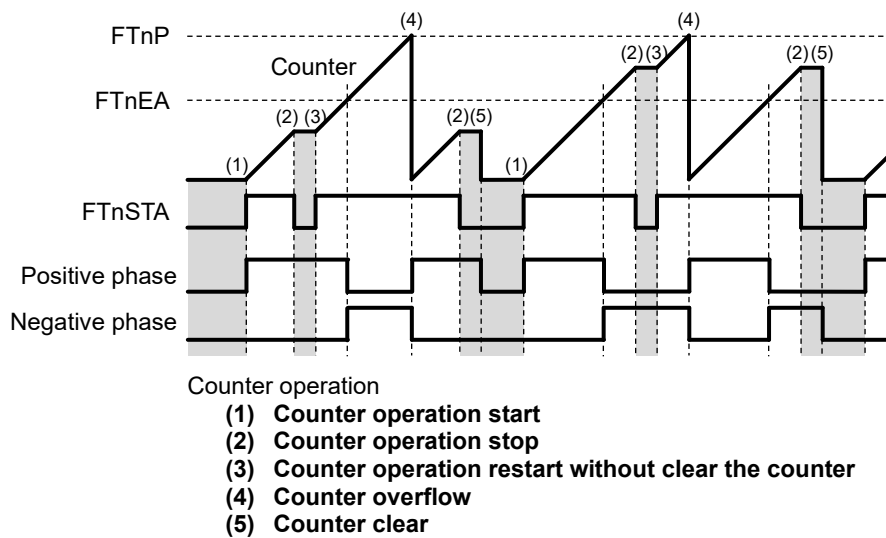 FTnP
(4)
(4)
Counter
(2) (3)
(2) (5)
FTnEA
(2) (3)
(2)(5)
(1)
(1)
FTnSTA
Positive phase
Negative phase
Counter operation
(1) Counter operation start
(2) Counter operation stop
(3) Counter operation restart without clear the counter
(4) Counter overflow
(5) Counter clear